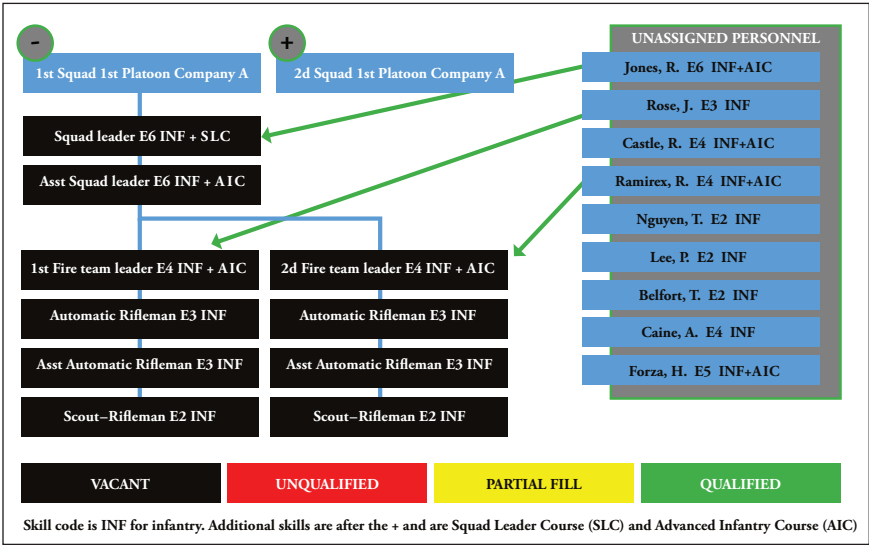 -
+
1st Squad 1st Platoon Company A
2d Squad 1st Platoon Company A
Squad leader E6 INF + SLC
Asst Squad leader E6 INF + AIC
1st Fire team leader E4 INF + AIC
Automatic Rifleman E3 INF
Asst Automatic Rifleman E3 INF
Scout–Rifleman E2 INF
2d Fire team leader E4 INF + AIC
Automatic Rifleman E3 INF
Asst Automatic Rifleman E3 INF
Scout–Rifleman E2 INF
UNASSIGNED PERSONNEL
Jones, R. E6 INF+AIC
Rose, J. E3 INF
Castle, R. E4 INF+AIC
Ramirex, R. E4 INF+AIC
Nguyen, T. E2 INF
Lee, P. E2 INF
Belfort, T. E2 INF
Caine, A. E4 INF
Forza, H. E5 INF+AIC
VACANT
UNQUALIFIED
PARTIAL FILL
QUALIFIED
Skill code is INF for infantry. Additional skills are after the + and are Squad Leader Course (SLC) and Advanced Infantry Course (AIC)